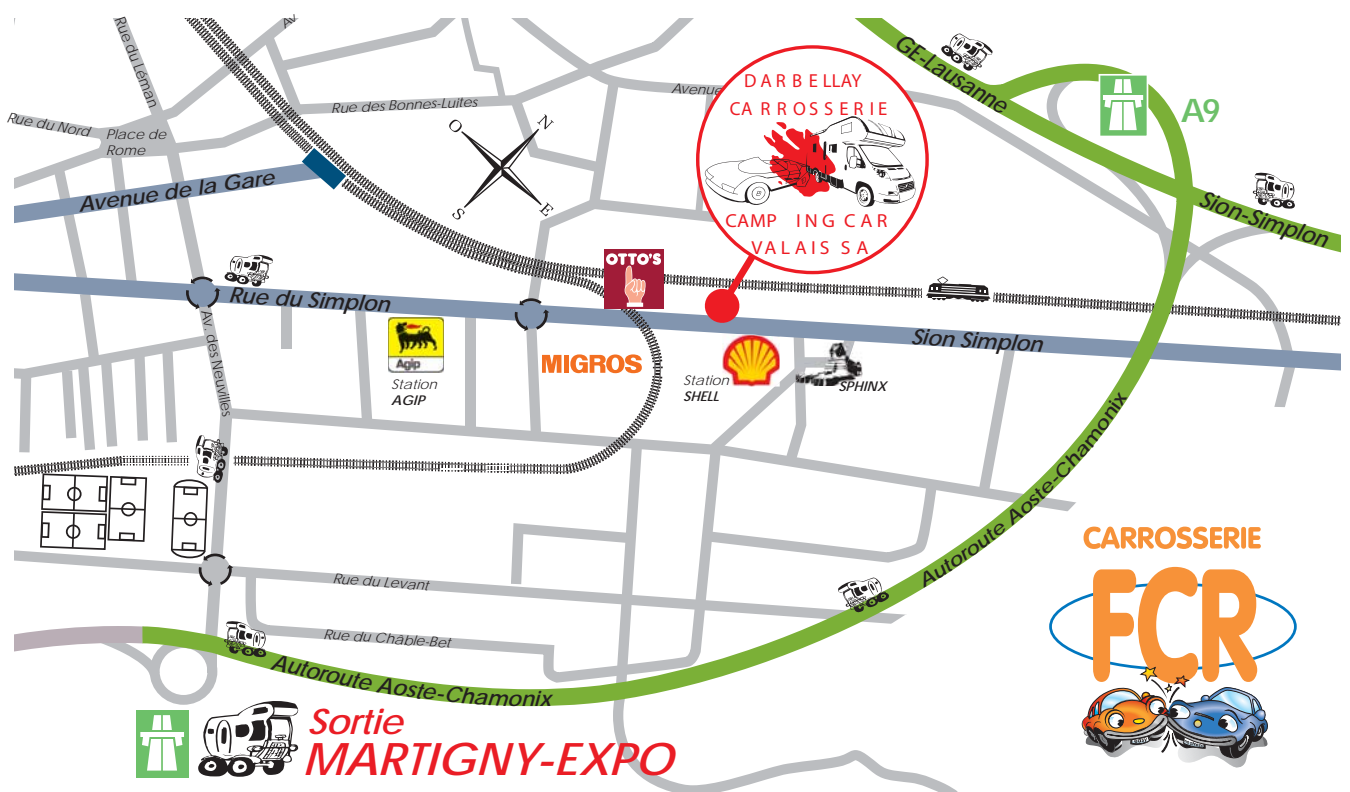 Rue du Léman
Av
GE-Lausanne
A9
DARBELLAY
CARROSSERIE
CAMPINGCAR
VALAIS SA
Avenue
Rue des Bonnes-Luites
Rue du Nord
Place de
Rome
O
N
S
E
Avenue de la Gare
Sion-Simplon
OTTO'S
Rue du Simplon
Sion Simplon
Av. des Neuvilles
Agip
Station
AGIP
MIGROS
Station
SHELL
SPHINX
Autoroute Aoste-Chamonix
Rue du Levant
Rue du Châble-Bet
Autoroute Aoste-Chamonix
CARROSSERIE
FCR
Sortie
MARTIGNY-EXPO